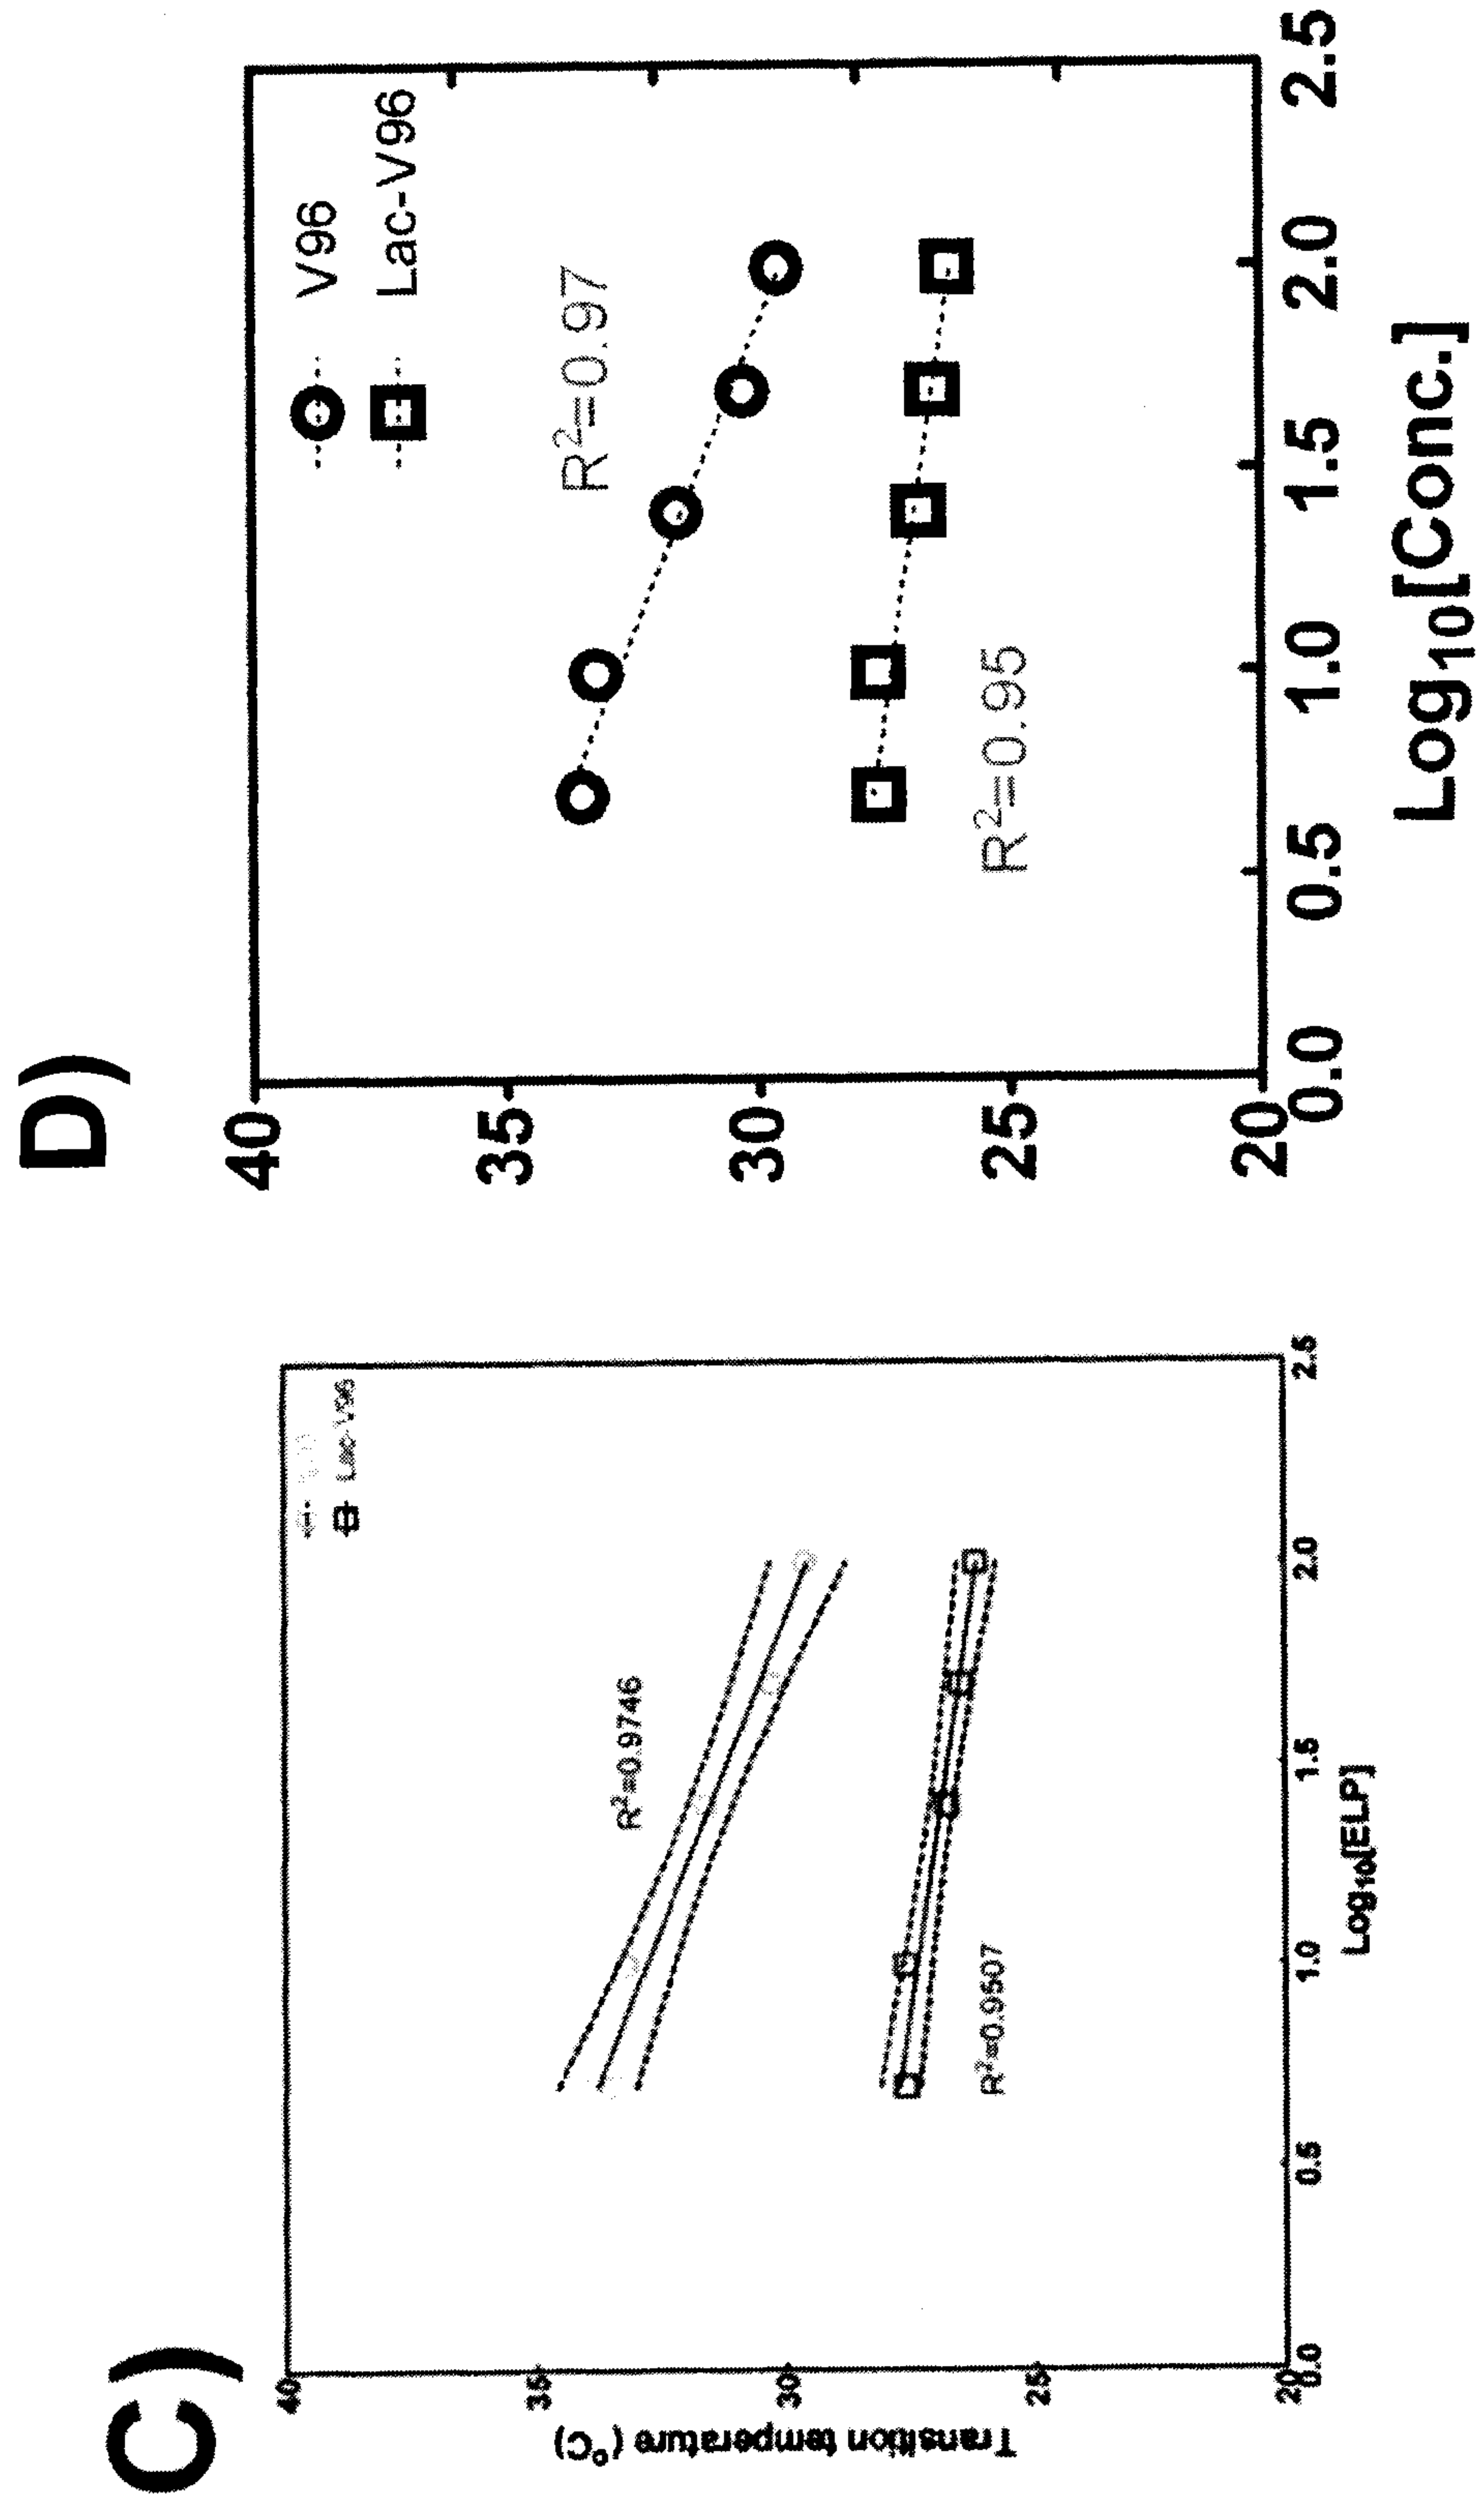 C)
Transition temperature (°C)
40
35
30
25
20
0.0
0.5
1.0
1.5
2.0
2.5
Log10[ELP]
Lac-V96
R2=0.9746
R2=0.9507
D)
40
35
30
25
20
0.0
0.5
1.0
1.5
2.0
2.5
Log10[Conc.]
V96
Lac-V96
R2=0.97
R2=0.95